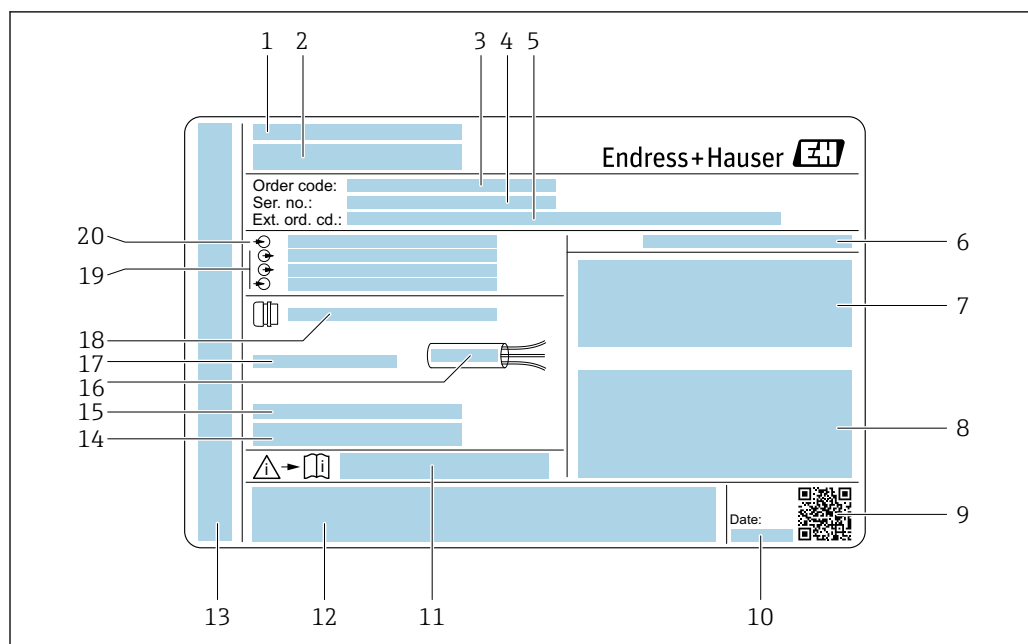 1 2 3 4 5
Endress+Hauser EH
Order code:
Ser. no.:
Ext. ord. cd.:
20
19
6
7
18
17
16
15
14
8
i i
Date:
9
13 12 11 10